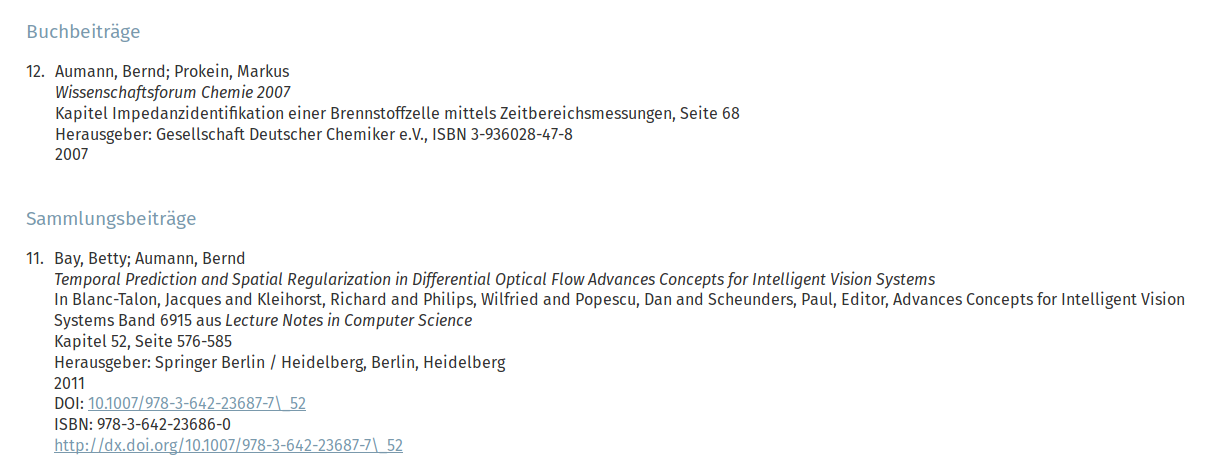 Buchbeiträge
12. Aumann, Bernd; Prokein, Markus
Wissenschaftsforum Chemie 2007
Kapitel Impedanzidentifikation einer Brennstoffzelle mittels Zeitbereichsmessungen, Seite 68
Herausgeber: Gesellschaft Deutscher Chemiker e.V., ISBN 3-936028-47-8
2007
Sammlungsbeiträge
11. Bay, Betty; Aumann, Bernd
Temporal Prediction and Spatial Regularization in Differential Optical Flow Advances Concepts for Intelligent Vision Systems
In Blanc-Talon, Jacques and Kleihorst, Richard and Philips, Wilfried and Popescu, Dan and Scheunders, Paul, Editor, Advances Concepts for Intelligent Vision
Systems Band 6915 aus Lecture Notes in Computer Science
Kapitel 52, Seite 576-585
Herausgeber: Springer Berlin / Heidelberg, Berlin, Heidelberg
2011
DOI: 10.1007/978-3-642-23687-7\_52
ISBN: 978-3-642-23686-0
http://dx.doi.org/10.1007/978-3-642-23687-7\_52